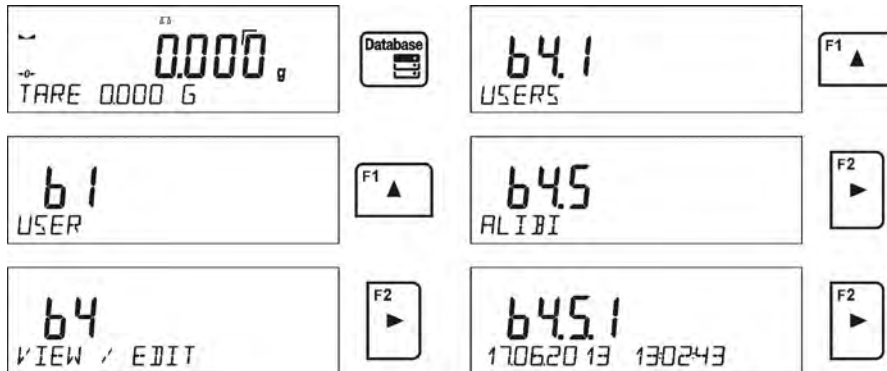 0.000 g
TARE 0.000 G
Database
b1
USER
F1
b4
VIEW / EDIT
F2
b4.1
USERS
F1
b4.5
ALIBI
F2
b4.5.1
17.06.2013 13:02:43
F2